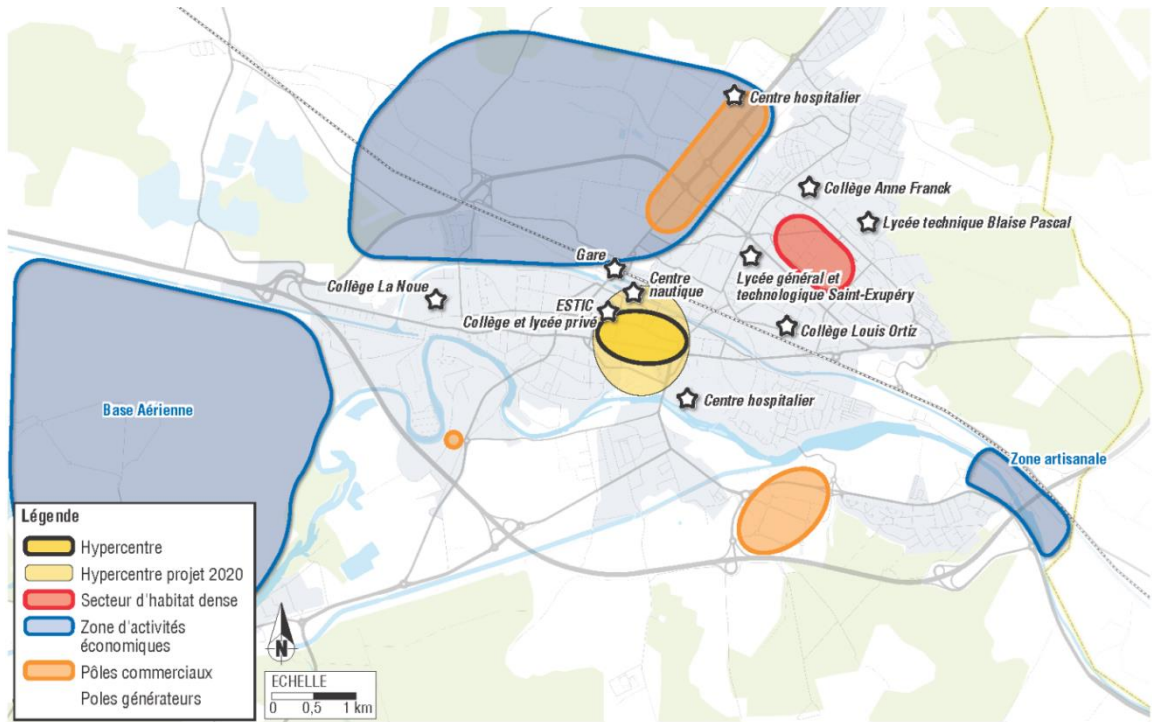 Centre hospitalier
Collège Anne Franck
Lycée technique Blaise Pascal
Gare
Lycée général et
technologique Saint-Exupéry
Centre
nautique
Collège La Noue
ESTIC
Collège et lycée privé
Collège Louis Ortiz
Centre hospitalier
Base Aérienne
Zone artisanale
Légende
Hypercentre
Hypercentre projet 2020
Secteur d'habitat dense
Zone d'activités
économiques
Pôles commerciaux
Poles générateurs
N
ECHELLE
0 0,5 1 km